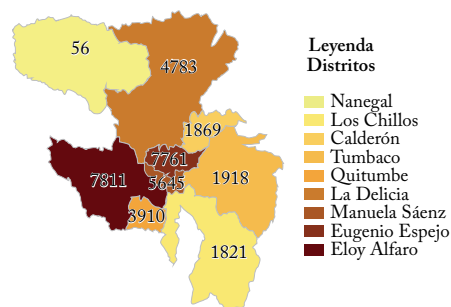 56
4783
1869
7761
7811
5645
1918
3910
1821
Leyenda
Distritos
Nanegal
Los Chillos
Calderón
Tumbaco
Quitumbe
La Delicia
Manuela Sáenz
Eugenio Espejo
Eloy Alfaro